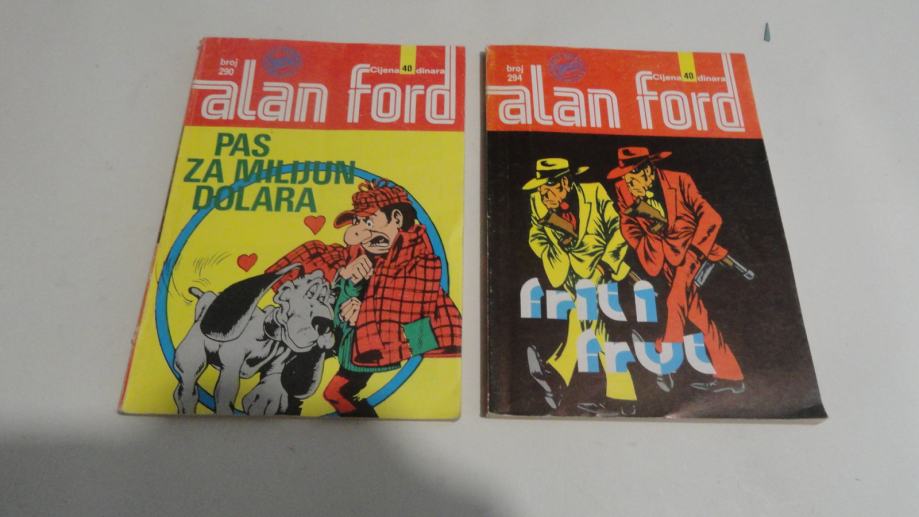 broj
290
Cijena 40 dinara
alan ford
PAS
ZA MILIJUN
DOLARA
broj
294
Cijena 40 dinara
alan ford
frit i
frut